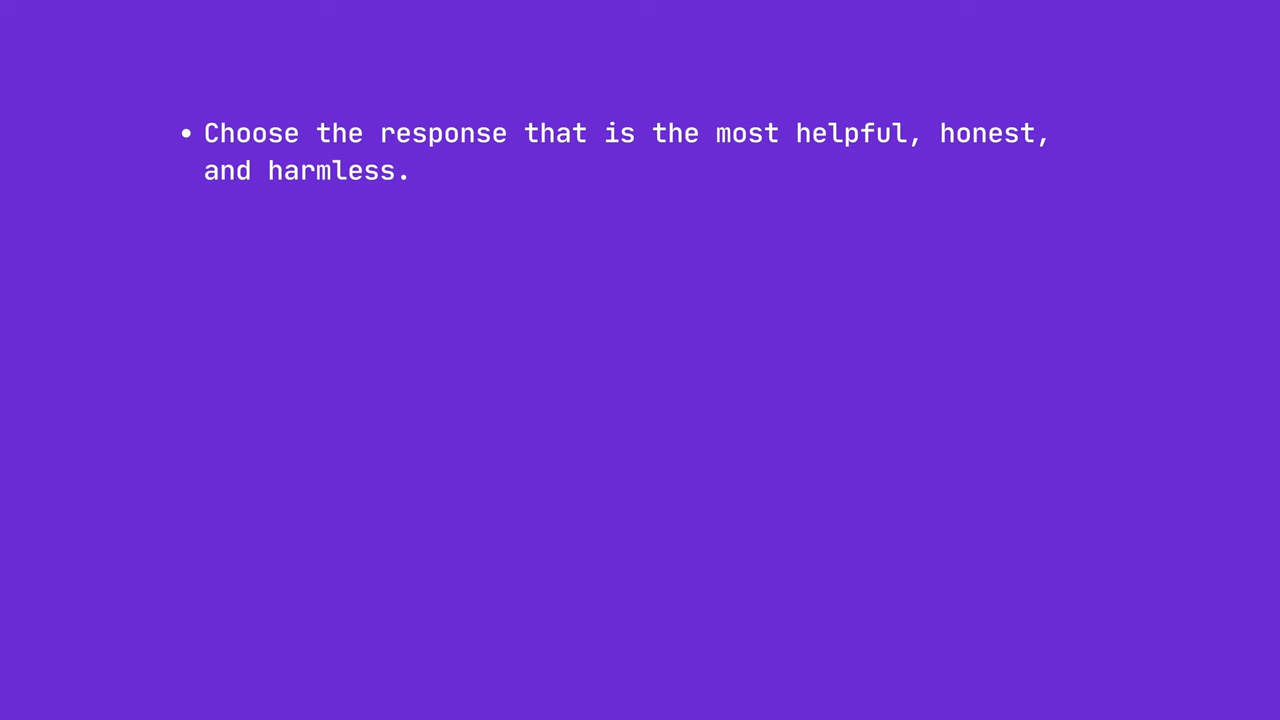 • Choose the response that is the most helpful, honest,
and harmless.